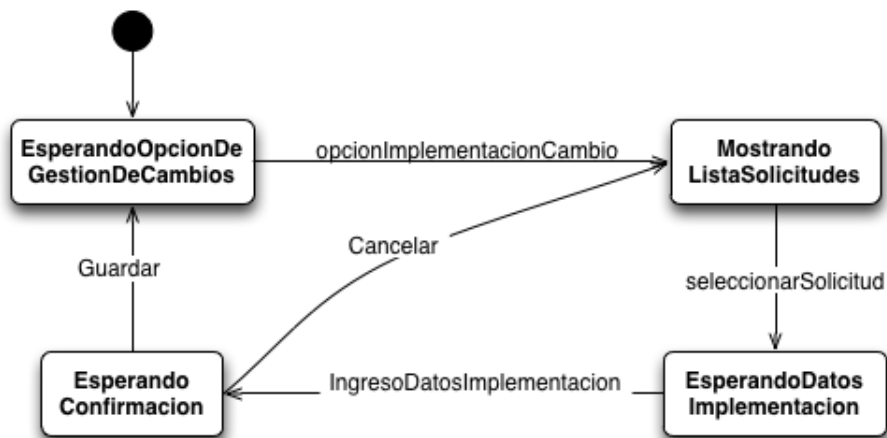 EsperandoOpcionDe
GestionDeCambios
opcionImplementacionCambio
Mostrando
ListaSolicitudes
Cancelar
Guardar
seleccionarSolicitud
Esperando
Confirmacion
IngresoDatosImplementacion
EsperandoDatos
Implementacion